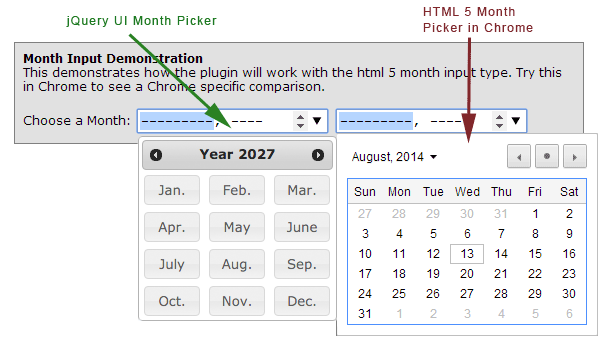 jQuery UI Month Picker
HTML 5 Month
Picker in Chrome
Month Input Demonstration
This demonstrates how the plugin will work with the html 5 month input type. Try this
in Chrome to see a Chrome specific comparison.
Choose a Month: ---------, ---- ---------, ----
Year 2027
Jan. Feb. Mar.
Apr. May June
July Aug. Sep.
Oct. Nov. Dec.
August, 2014
Sun Mon Tue Wed Thu Fri Sat
27 28 29 30 31 1 2
3 4 5 6 7 8 9
10 11 12 13 14 15 16
17 18 19 20 21 22 23
24 25 26 27 28 29 30
31 1 2 3 4 5 6